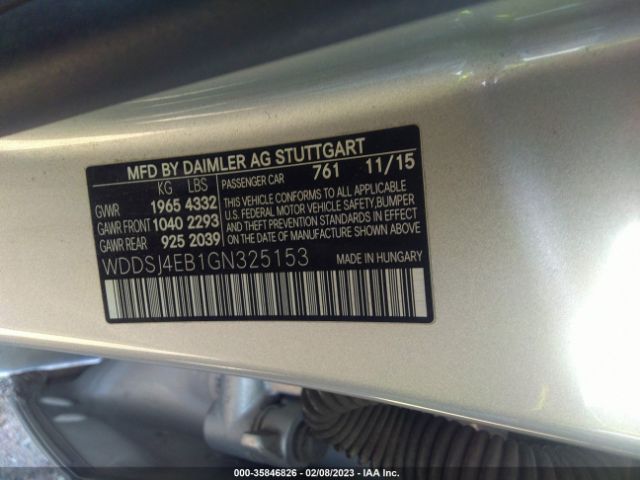 MFD BY DAIMLER AG STUTTGART
KG LBS PASSENGER CAR 761 11/15
GVWR 1965 4332
GAWR FRONT 1040 2293
GAWR REAR 925 2039
THIS VEHICLE CONFORMS TO ALL APPLICABLE
U.S. FEDERAL MOTOR VEHICLE SAFETY,BUMPER
AND THEFT PREVENTION STANDARDS IN EFFECT
ON THE DATE OF MANUFACTURE SHOWN ABOVE.
WDDSJ4EB1GN325153 MADE IN HUNGARY
000-35846826 - 02/08/2023 - IAA Inc.